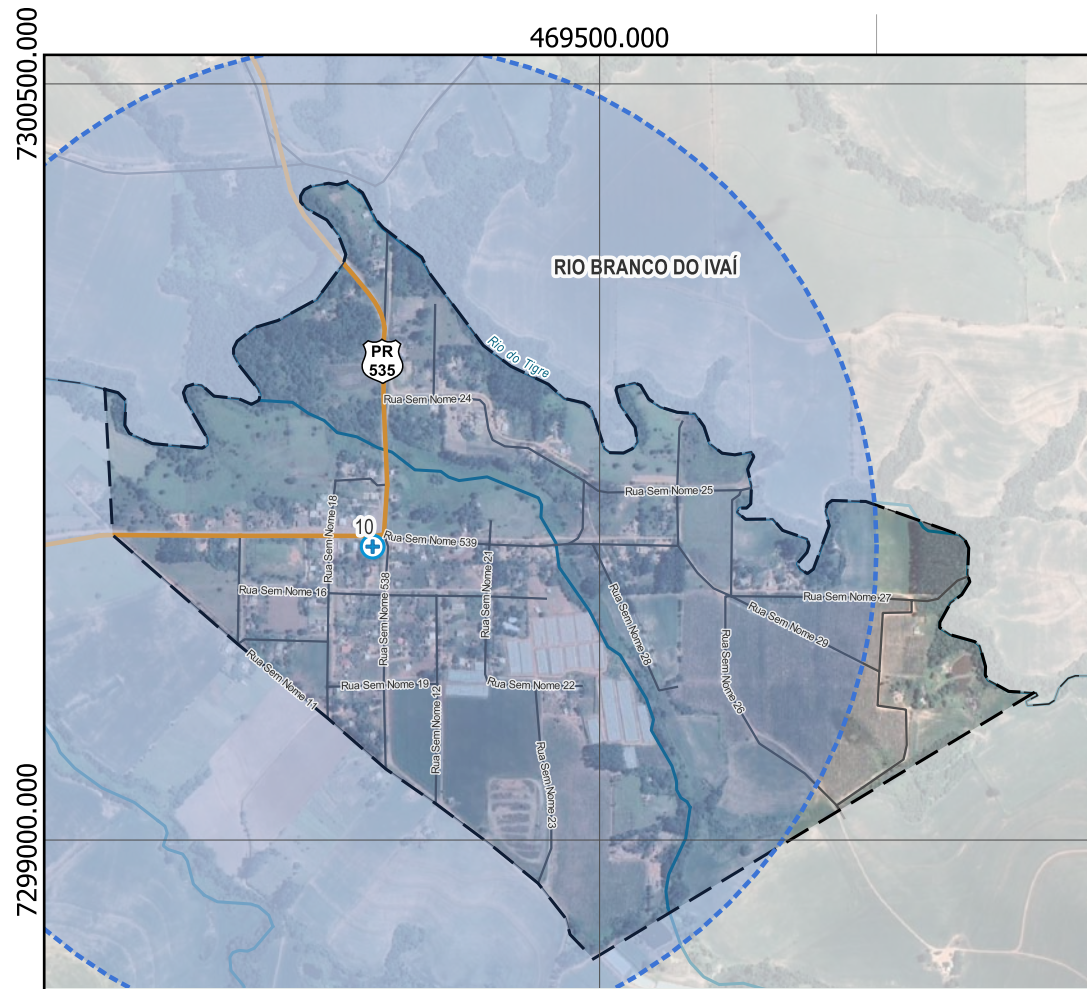 469500.000
7300500.000
RIO BRANCO DO IVAÍ
Rio do Tigre
PR
535
Rua Sem Nome 24
Rua Sem Nome 25
Rua Sem Nome 18
10
Rua Sem Nome 539
Rua Sem Nome 21
Rua Sem Nome 538
Rua Sem Nome 16
Rua Sem Nome 28
Rua Sem Nome 27
Rua Sem Nome 29
Rua Sem Nome 26
Rua Sem Nome 11
Rua Sem Nome 19
Rua Sem Nome 12
Rua Sem Nome 22
Rua Sem Nome 23
7299000.000